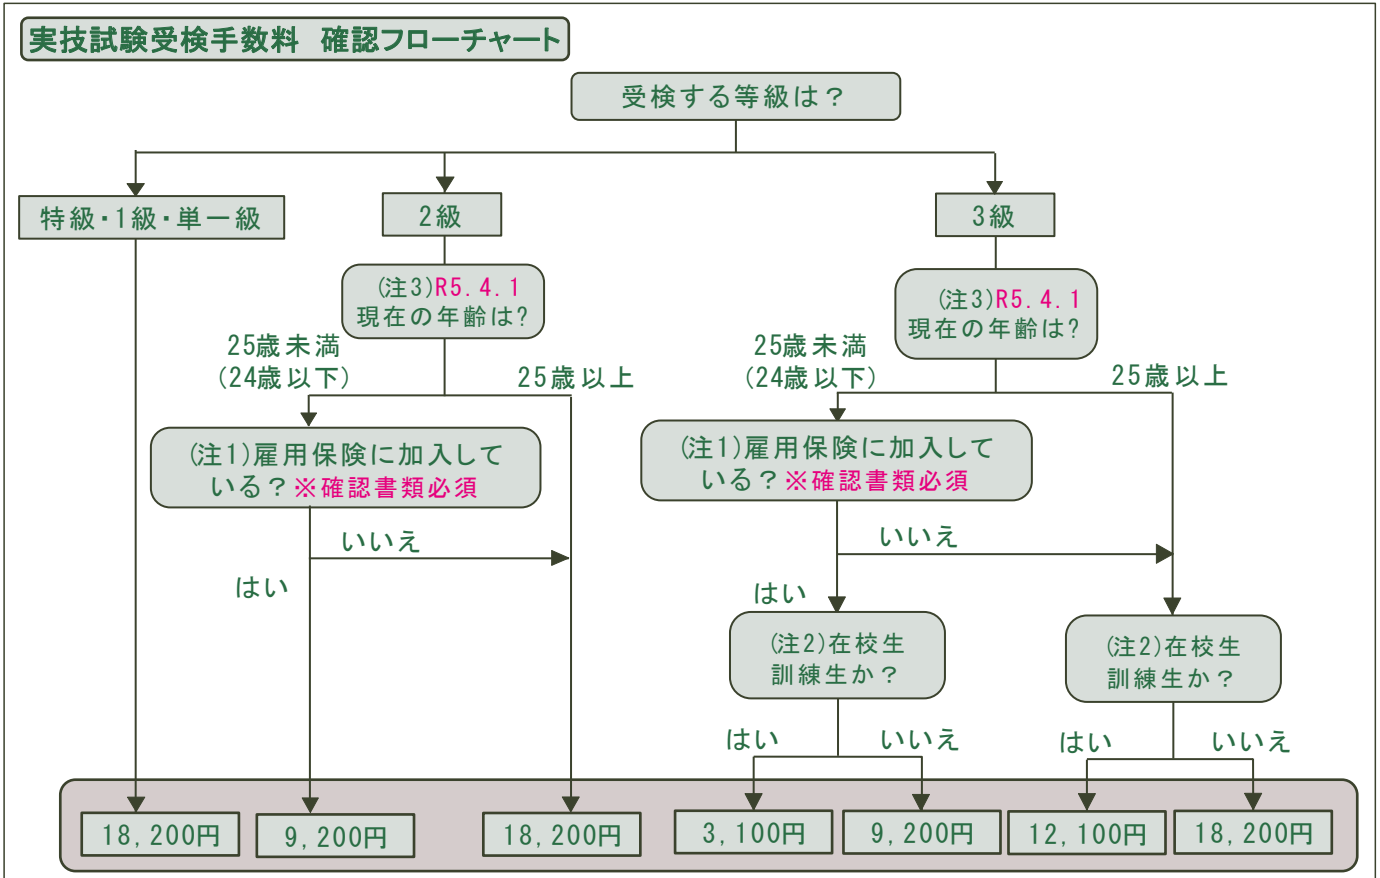 実技試験受検手数料　確認フローチャート
受検する等級は？
特級・1級・単一級
2級
3級
(注3)R5.4.1
現在の年齢は?
(注3)R5.4.1
現在の年齢は?
25歳未満
(24歳以下)
25歳以上
25歳未満
(24歳以下)
25歳以上
(注1)雇用保険に加入して
いる？※確認書類必須
(注1)雇用保険に加入して
いる？※確認書類必須
いいえ
はい
いいえ
はい
(注2)在校生
訓練生か？
(注2)在校生
訓練生か？
はい
いいえ
はい
いいえ
18,200円
9,200円
18,200円
3,100円
9,200円
12,100円
18,200円